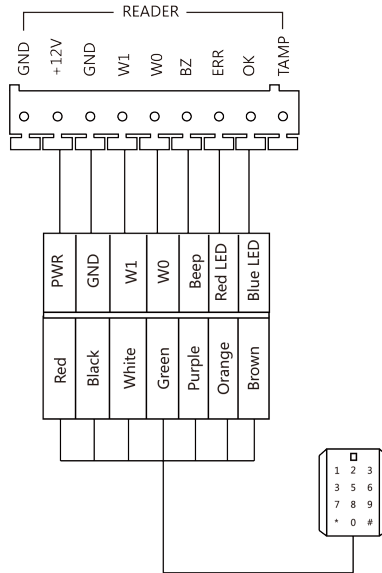 READER
GND +12V GND W1 W0 BZ ERR OK TAMP
PWR GND W1 W0 Beep Red LED Blue LED
Red Black White Green Purple Orange Brown
1 2 3
3 5 6
7 8 9
* 0 #